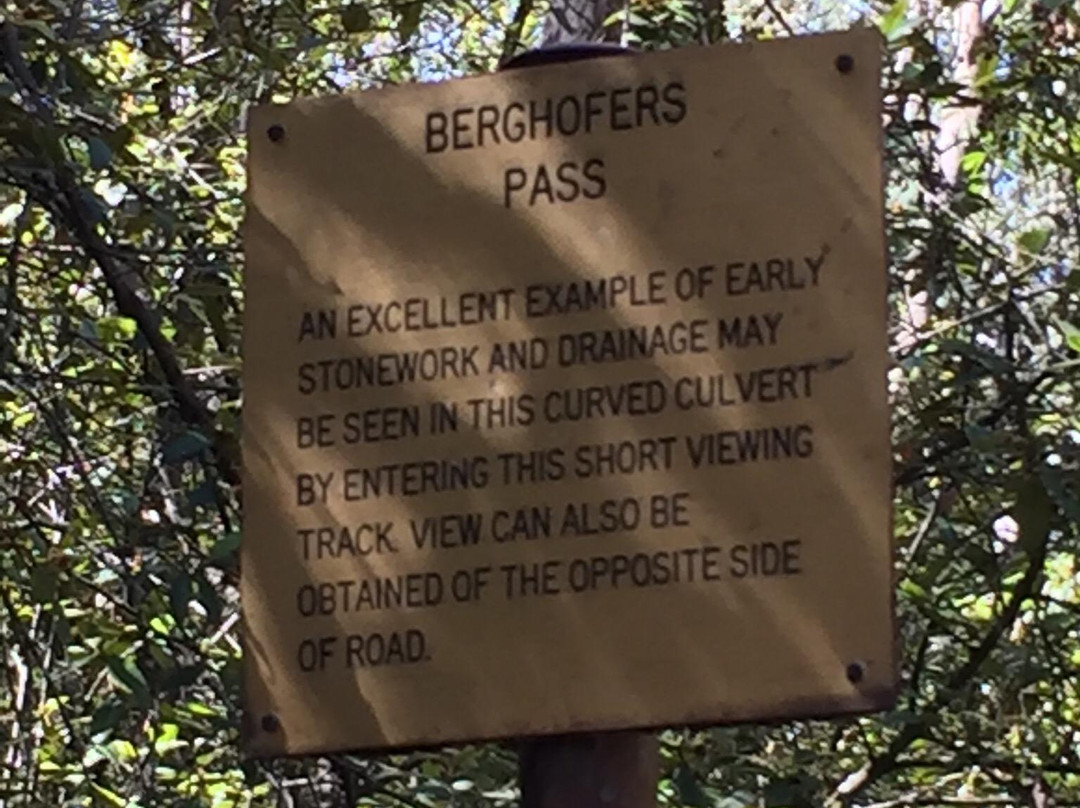 BERGHOFERS
PASS
AN EXCELLENT EXAMPLE OF EARLY
STONEWORK AND DRAINAGE MAY
BE SEEN IN THIS CURVED CULVERT
BY ENTERING THIS SHORT VIEWING
TRACK. VIEW CAN ALSO BE
OBTAINED OF THE OPPOSITE SIDE
OF ROAD.